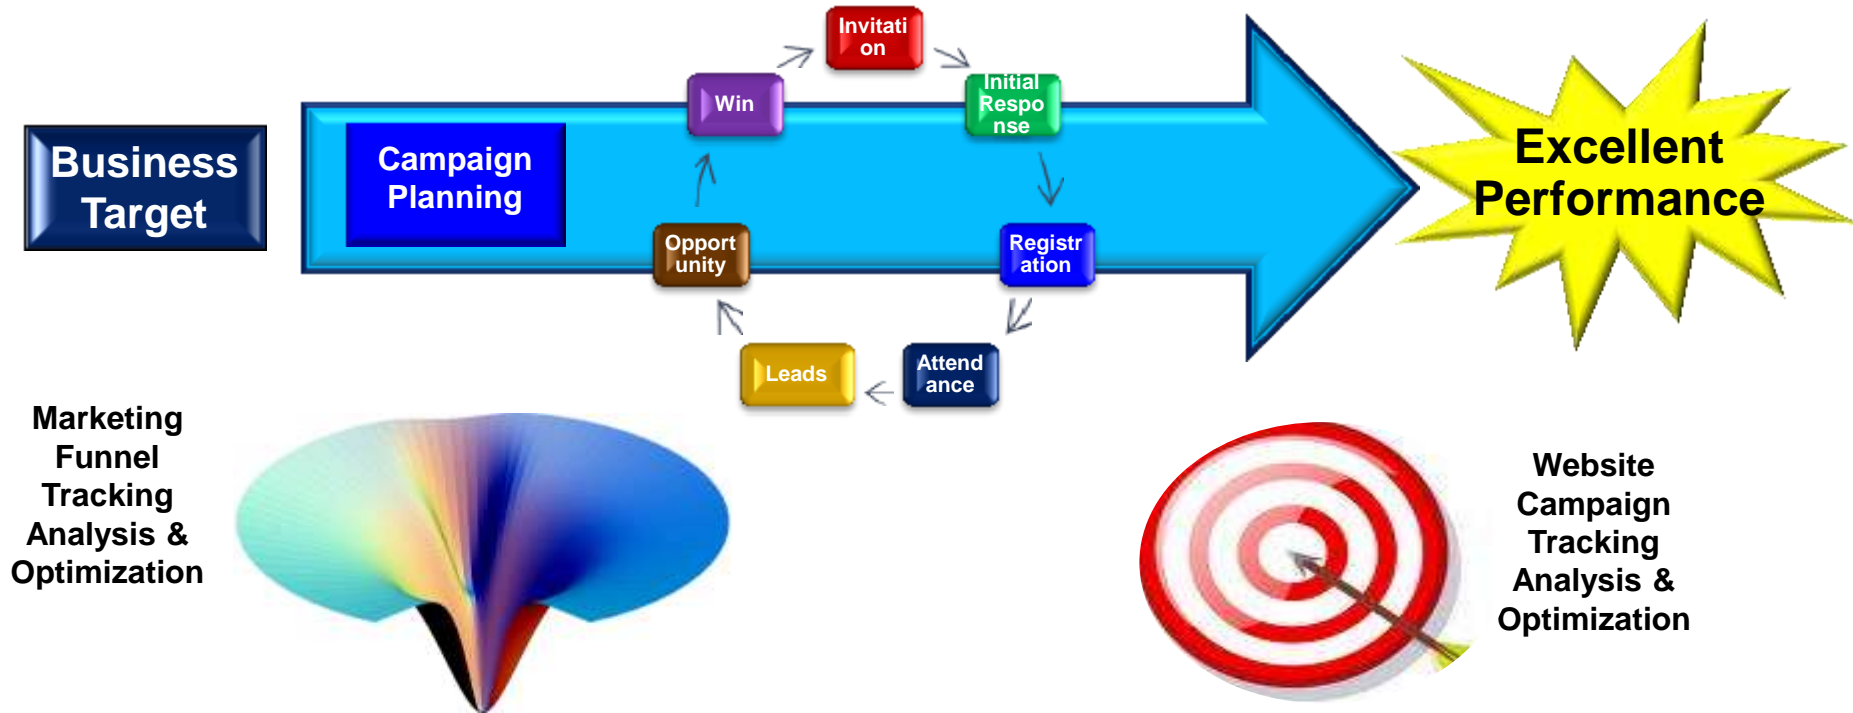 Business
Target
Campaign
Planning
Invitati
on
Initial
Respo
nse
Registr
ation
Attend
ance
Leads
Opport
unity
Win
Excellent
Performance
Marketing
Funnel
Tracking
Analysis &
Optimization
Website
Campaign
Tracking
Analysis &
Optimization